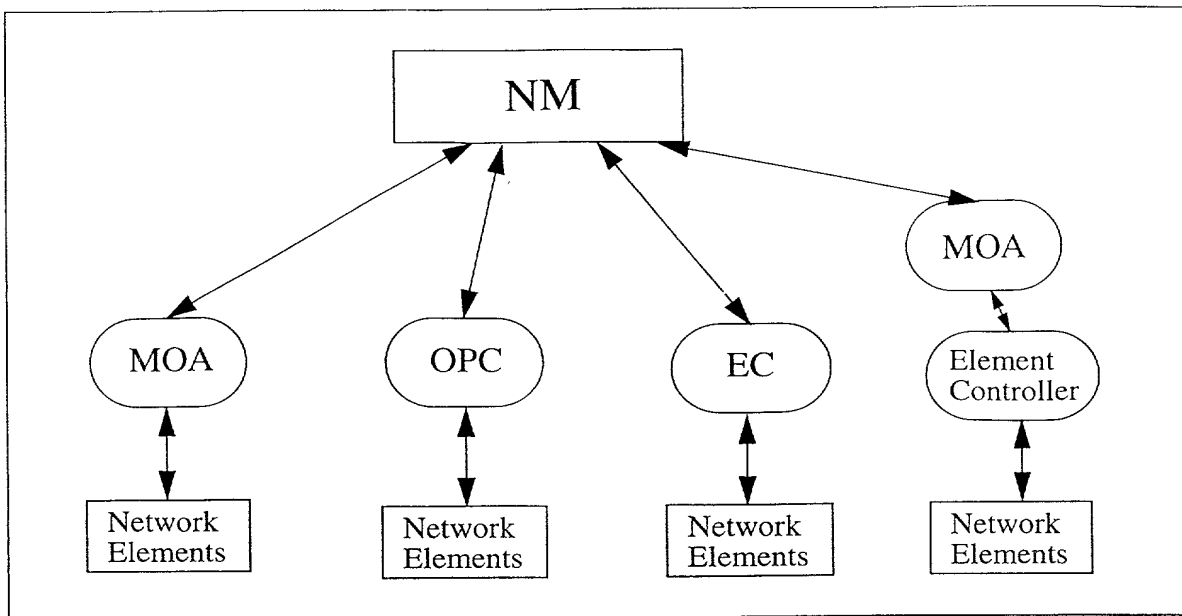 NM
MOA
MOA
OPC
EC
Element
Controller
Network
Elements
Network
Elements
Network
Elements
Network
Elements